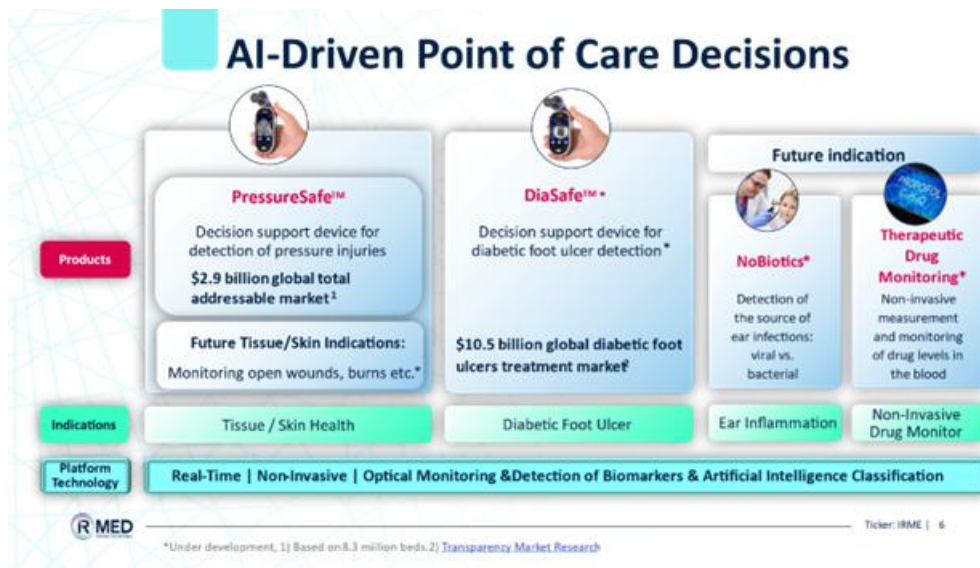 AI-Driven Point of Care Decisions
Products
PressureSafe™
Decision support device for
detection of pressure injuries
$2.9 billion global total
addressable market¹
Future Tissue/Skin Indications:
Monitoring open wounds, burns etc.*
DiaSafe™*
Decision support device for
diabetic foot ulcer detection*
$10.5 billion global diabetic foot
ulcers treatment market²
Future indication
NoBiotics*
Detection of
the source of
ear infections:
viral vs.
bacterial
PROPOFOL
Therapeutic
Drug
Monitoring*
Non-invasive
measurement
and monitoring
of drug levels in
the blood
Indications
Tissue / Skin Health
Diabetic Foot Ulcer
Ear Inflammation
Non-Invasive
Drug Monitor
Platform
Technology
Real-Time | Non-Invasive | Optical Monitoring &Detection of Biomarkers & Artificial Intelligence Classification
IR MED
Ticker: IRME | 6
*Under development, 1) Based on 8.3 million beds. 2) Transparency Market Research